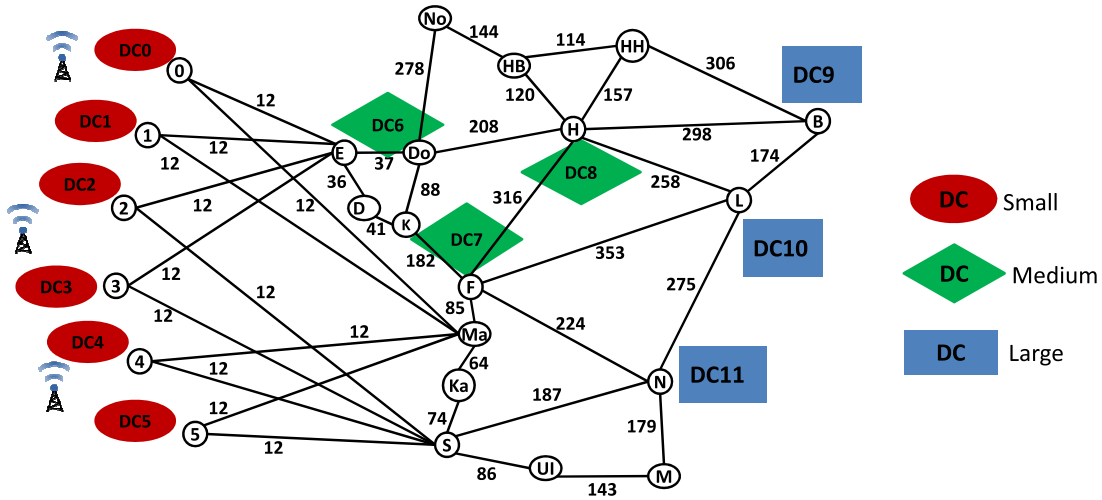 No
144
114
HH
DC0
HB
306
0
278
DC9
120
157
12
DC1
DC6
208
H
B
298
1
12
E
37
Do
174
12
DC8
DC2
36
88
258
DC
Small
L
2
12
12
D
316
K
41
DC7
DC10
353
182
DC
Medium
DC3
12
3
12
F
275
85
12
224
DC4
12
Ma
DC
Large
4
64
12
N
DC11
Ka
187
DC5
12
74
179
5
12
S
86
Ul
M
143